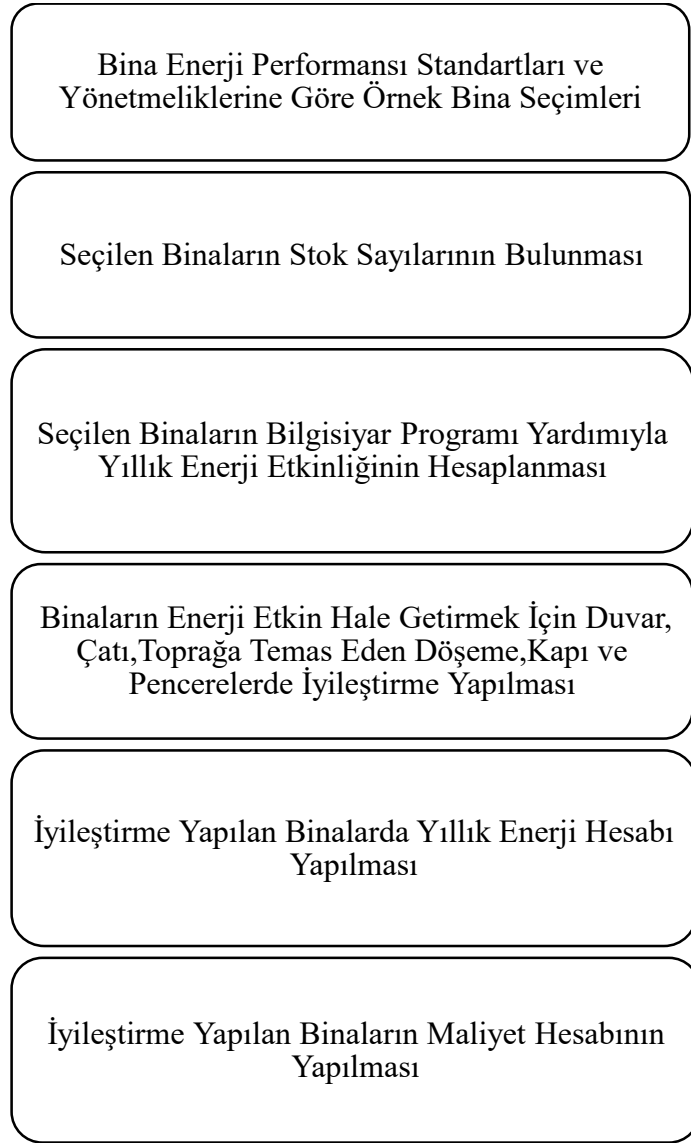 Bina Enerji Performansı Standartları ve
Yönetmeliklerine Göre Örnek Bina Seçimleri
Seçilen Binaların Stok Sayılarının Bulunması
Seçilen Binaların Bilgisiyar Programı Yardımıyla
Yıllık Enerji Etkinliğinin Hesaplanması
Binaların Enerji Etkin Hale Getirmek İçin Duvar,
Çatı,Toprağa Temas Eden Döşeme,Kapı ve
Pencerelerde İyileştirme Yapılması
İyileştirme Yapılan Binalarda Yıllık Enerji Hesabı
Yapılması
İyileştirme Yapılan Binaların Maliyet Hesabının
Yapılması